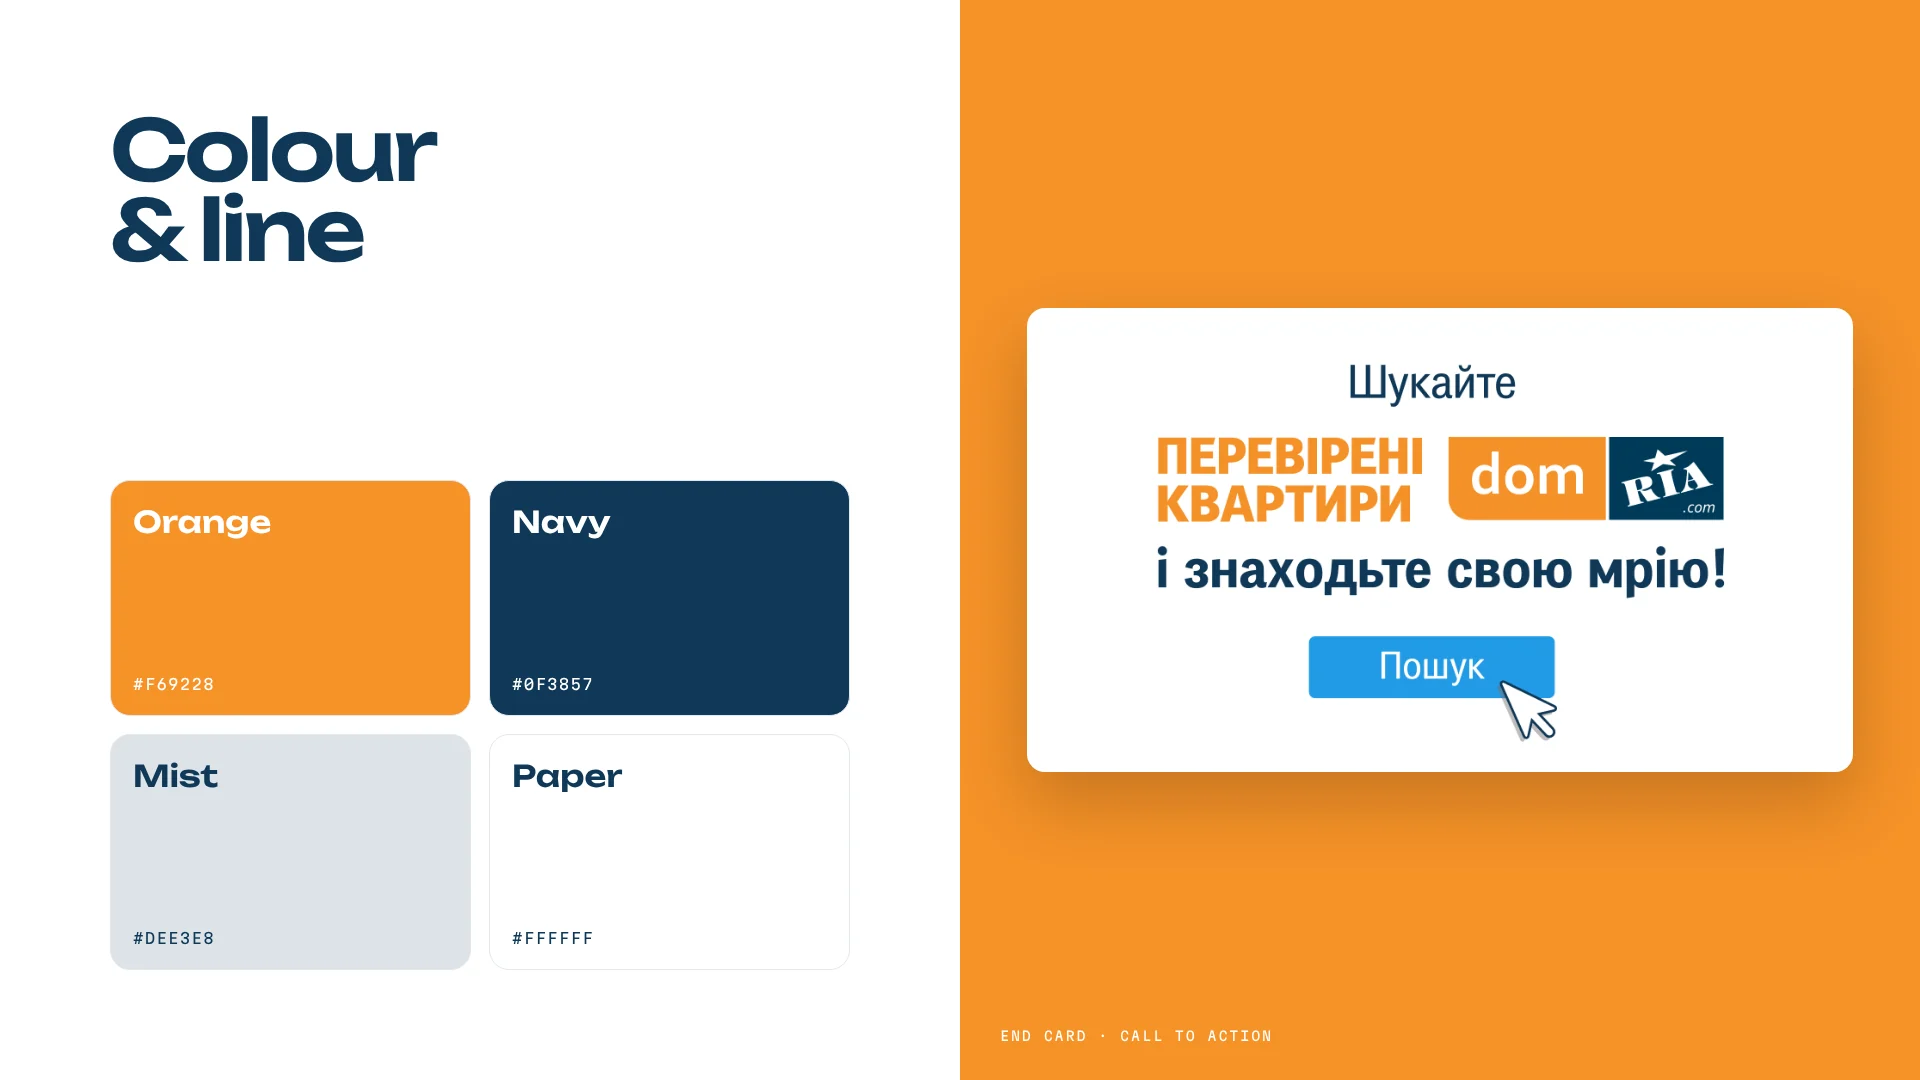 Colour
& line
Orange
#F69228
Navy
#0F3857
Mist
#DEE3E8
Paper
#FFFFFF
Шукайте
ПЕРЕВІРЕНІ
КВАРТИРИ
dom
RIA
.com
і знаходьте свою мрію!
Пошук
END CARD · CALL TO ACTION